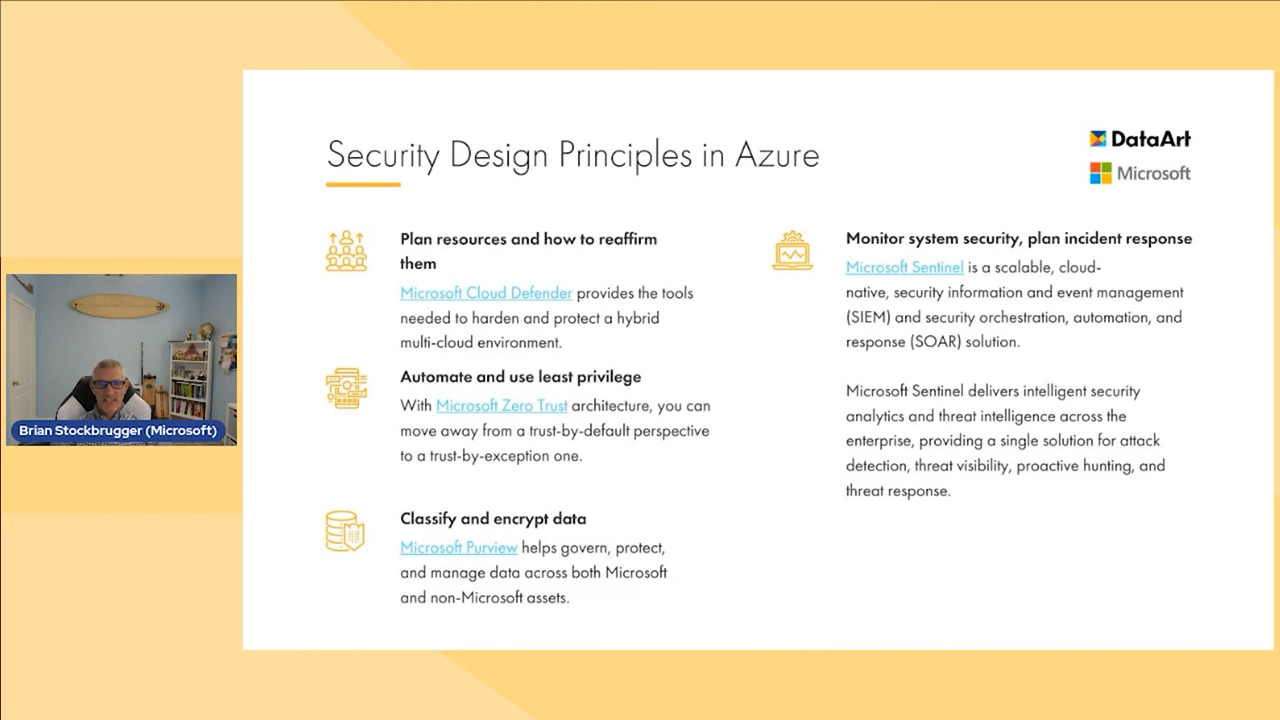 Security Design Principles in Azure
DataArt
Microsoft
Plan resources and how to reaffirm
them
Microsoft Cloud Defender provides the tools
needed to harden and protect a hybrid
multi-cloud environment.
Automate and use least privilege
With Microsoft Zero Trust architecture, you can
move away from a trust-by-default perspective
to a trust-by-exception one.
Classify and encrypt data
Microsoft Purview helps govern, protect,
and manage data across both Microsoft
and non-Microsoft assets.
Monitor system security, plan incident response
Microsoft Sentinel is a scalable, cloud-
native, security information and event management
(SIEM) and security orchestration, automation, and
response (SOAR) solution.
Microsoft Sentinel delivers intelligent security
analytics and threat intelligence across the
enterprise, providing a single solution for attack
detection, threat visibility, proactive hunting, and
threat response.
Brian Stockbrugger (Microsoft)